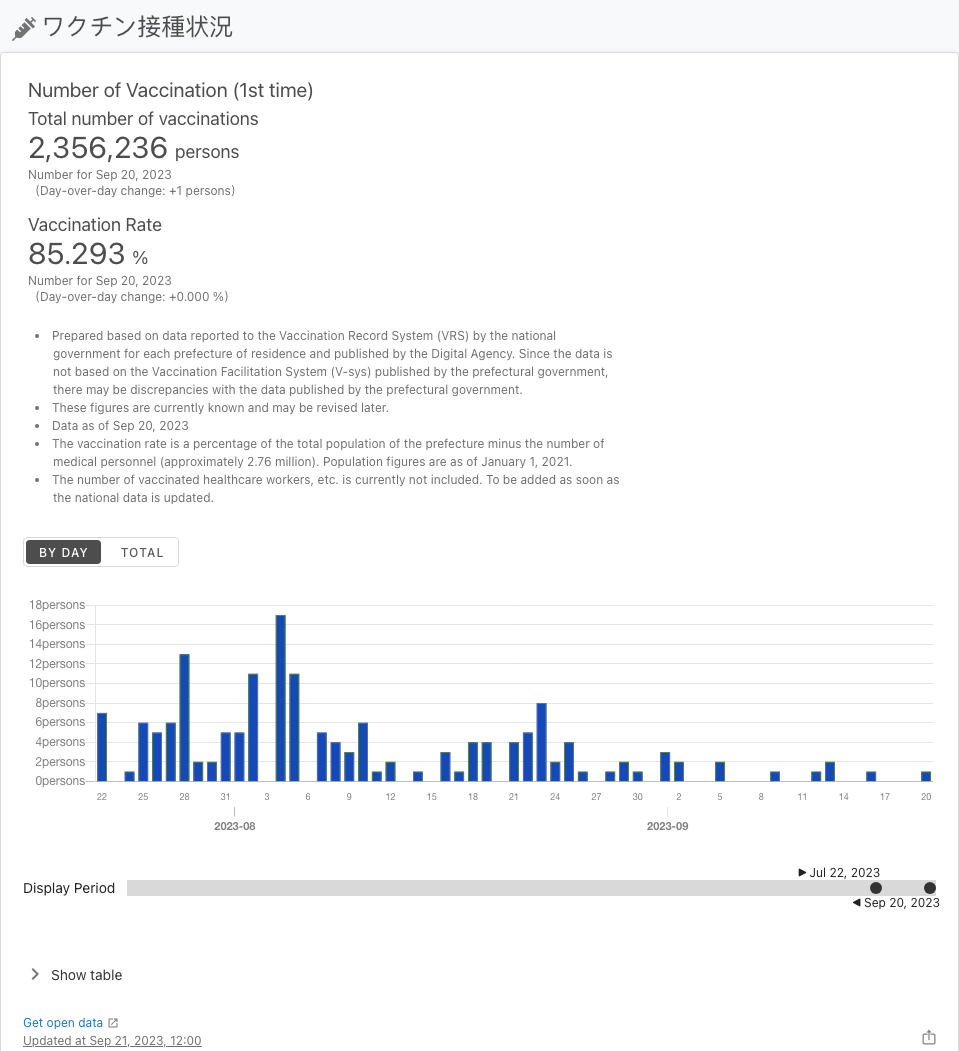 ワクチン接種状況
Number of Vaccination (1st time)
Total number of vaccinations
2,356,236 persons
Number for Sep 20, 2023
(Day-over-day change: +1 persons)
Vaccination Rate
85.293 %
Number for Sep 20, 2023
(Day-over-day change: +0.000 %)
• Prepared based on data reported to the Vaccination Record System (VRS) by the national
government for each prefecture of residence and published by the Digital Agency. Since the data is
not based on the Vaccination Facilitation System (V-sys) published by the prefectural government,
there may be discrepancies with the data published by the prefectural government.
• These figures are currently known and may be revised later.
• Data as of Sep 20, 2023
• The vaccination rate is a percentage of the total population of the prefecture minus the number of
medical personnel (approximately 2.76 million). Population figures are as of January 1, 2021.
• The number of vaccinated healthcare workers, etc. is currently not included. To be added as soon as
the national data is updated.
BY DAY TOTAL
18persons
16persons
14persons
12persons
10persons
8persons
6persons
4persons
2persons
0persons
22 25 28 31 3 6 9 12 15 18 21 24 27 30 2 5 8 11 14 17 20
2023-08 2023-09
Jul 22, 2023
Display Period
Sep 20, 2023
Show table
Get open data
Updated at Sep 21, 2023, 12:00